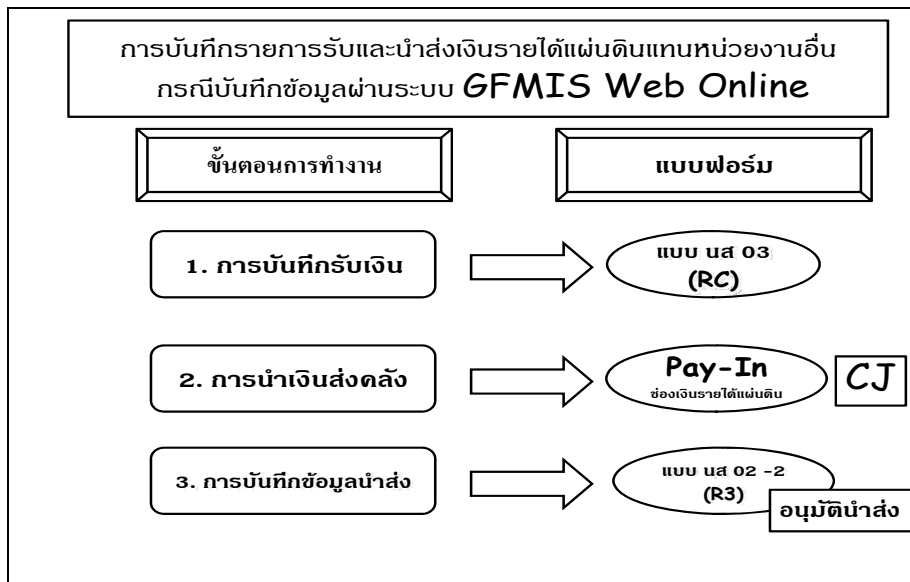 การบันทึกรายการรับและนำส่งเงินรายได้แผ่นดินแทนหน่วยงานอื่น
กรณีบันทึกข้อมูลผ่านระบบ GFMIS Web Online
ขั้นตอนการทำงาน
แบบฟอร์ม
1. การบันทึกรับเงิน
แบบ นส 03
(RC)
2. การนำเงินส่งคลัง
Pay-In
ช่องเงินรายได้แผ่นดิน
CJ
3. การบันทึกข้อมูลนำส่ง
แบบ นส 02 -2
(R3)
อนุมัตินำส่ง